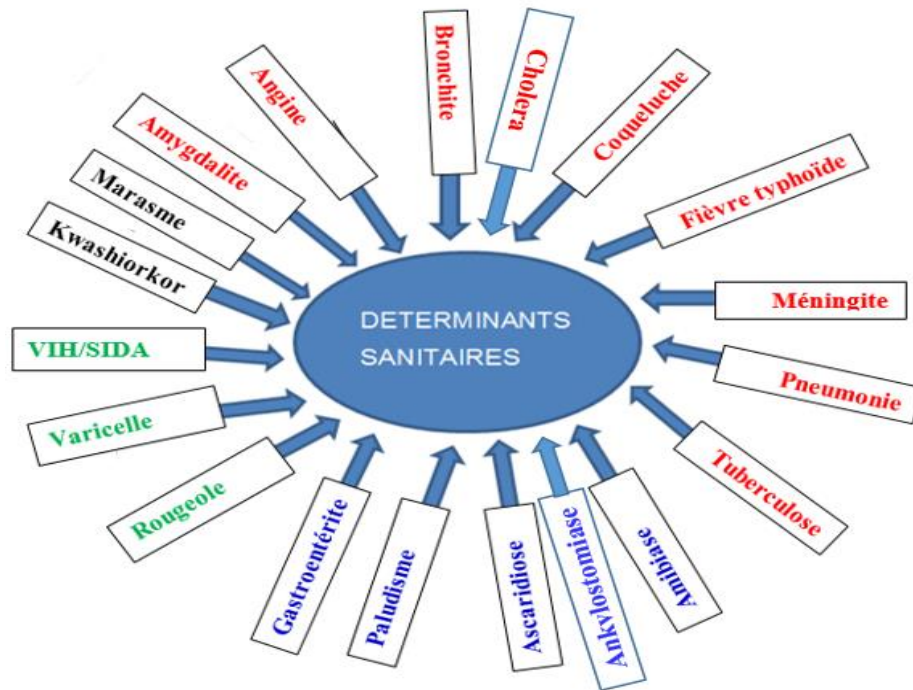 DETERMINANTS
SANITAIRES
Bronchite
Cholera
Coqueluche
Fièvre typhoïde
Méningite
Pneumonie
Tuberculose
Amibiase
Ankylostomiase
Ascaridiose
Paludisme
Gastroentérite
Rougeole
Varicelle
VIH/SIDA
Kwashiorkor
Marasme
Amygdalite
Angine